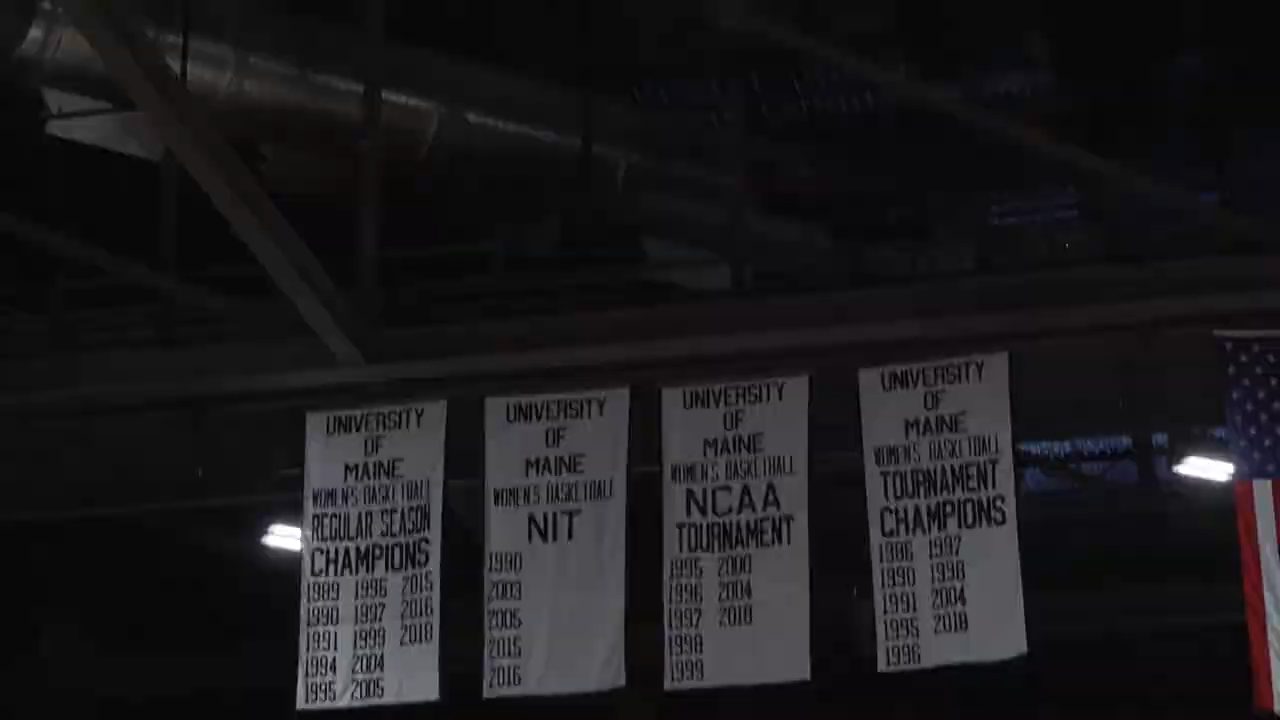 UNIVERSITY
OF
MAINE
WOMEN'S BASKETBALL
REGULAR SEASON
CHAMPIONS
1989 1996 2015
1990 1997 2016
1991 1999 2018
1994 2004
1995 2005
UNIVERSITY
OF
MAINE
WOMEN'S BASKETBALL
NIT
1990
2003
2005
2015
2016
UNIVERSITY
OF
MAINE
WOMEN'S BASKETBALL
NCAA
TOURNAMENT
1995 2000
1996 2004
1997 2018
1998
1999
UNIVERSITY
OF
MAINE
WOMEN'S BASKETBALL
TOURNAMENT
CHAMPIONS
1986 1997
1990 1998
1991 2004
1995 2018
1996